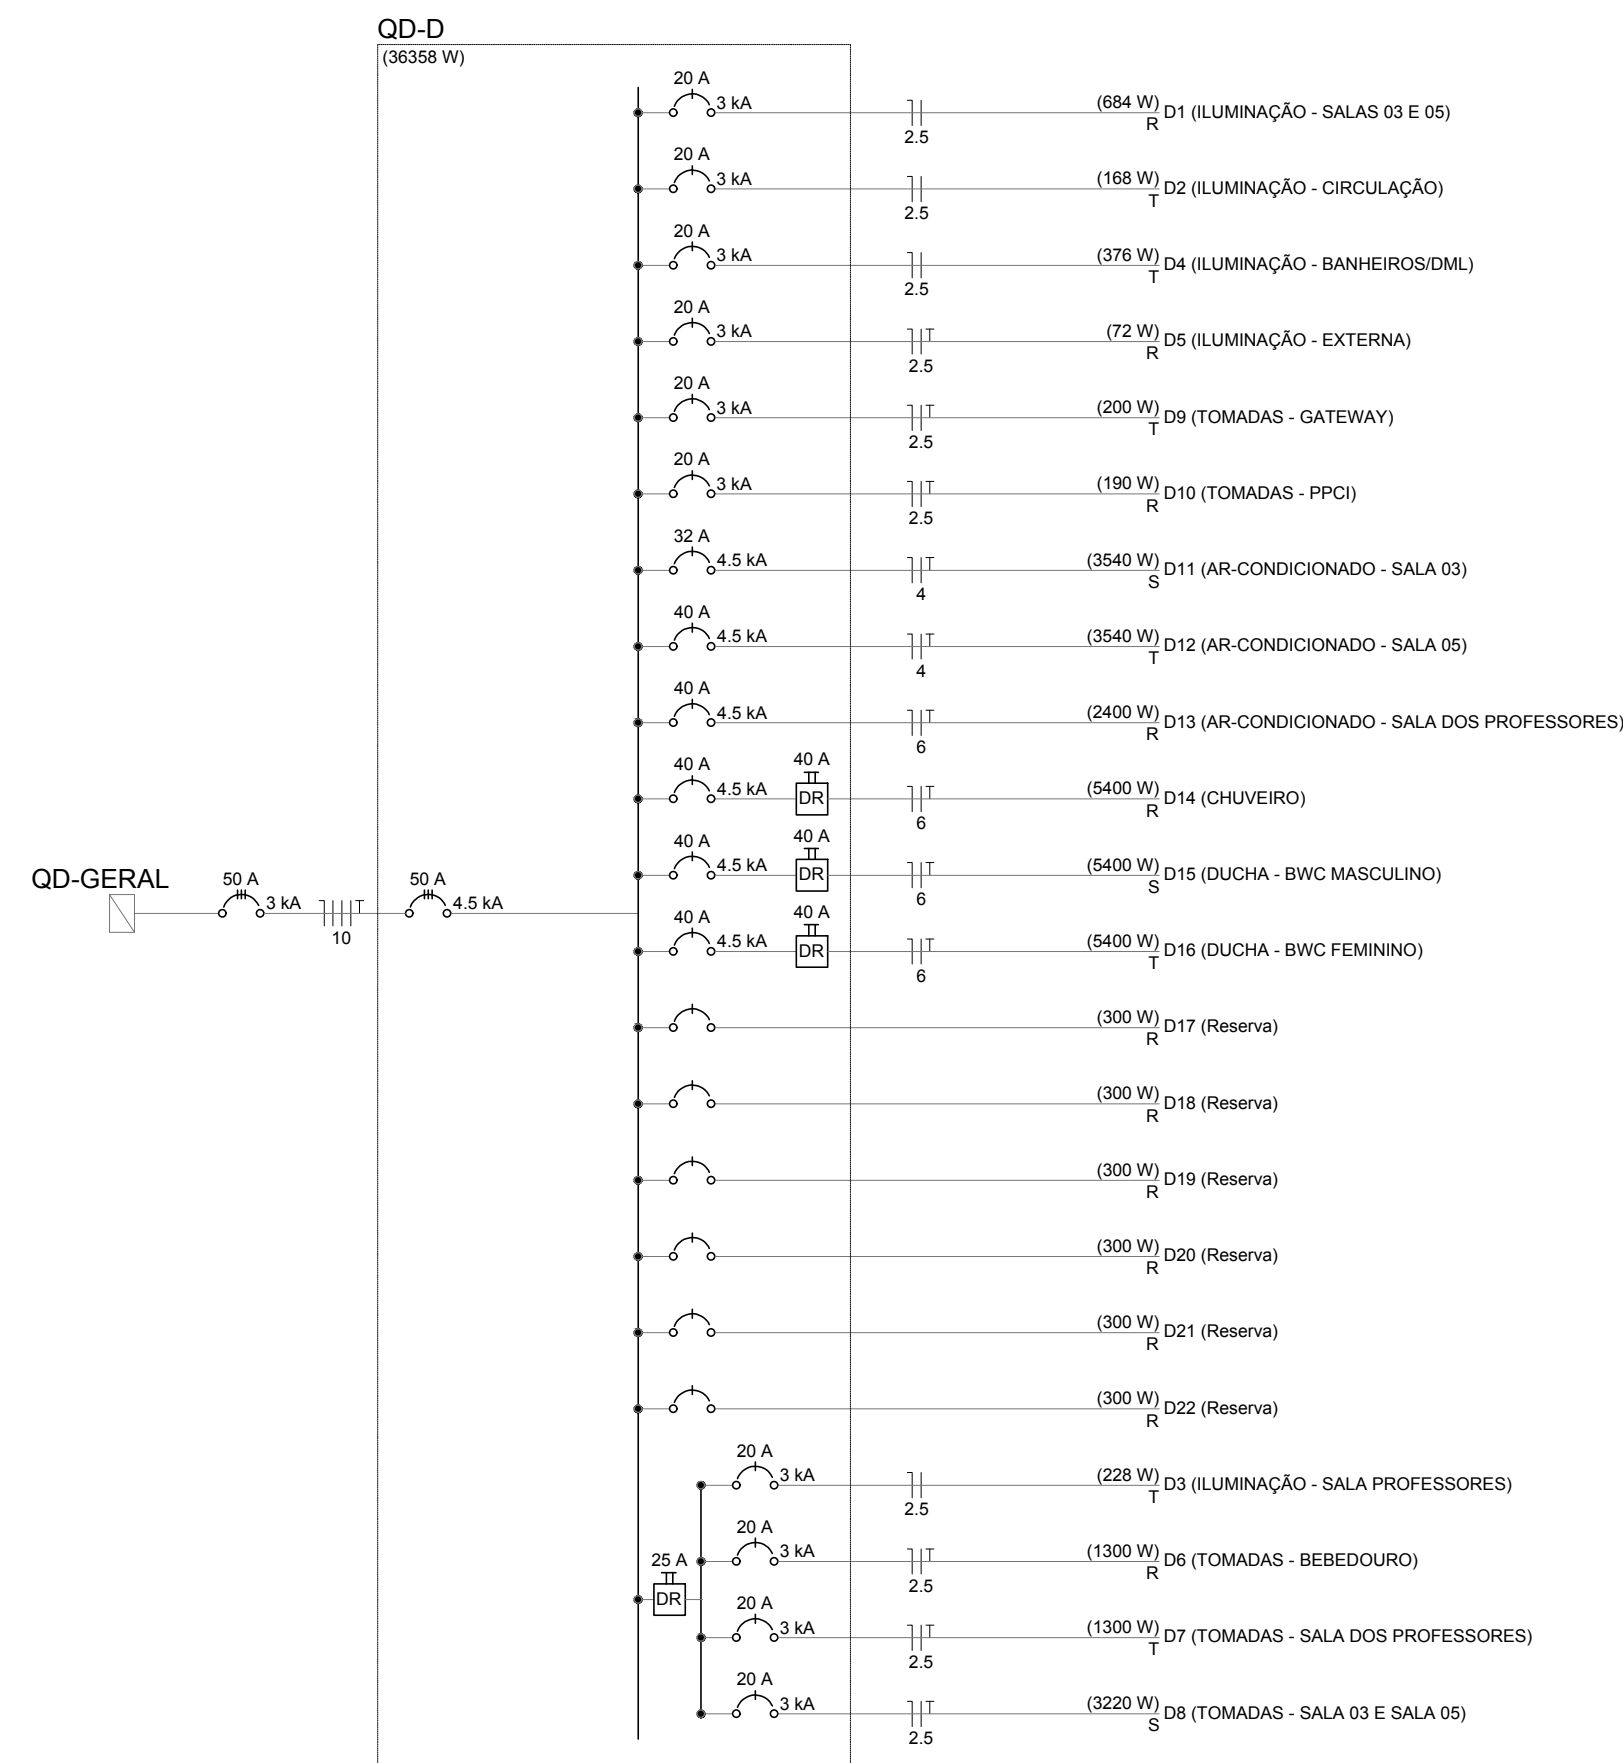 QD-D
(36358 W)
20 A
3 kA
2.5
(684 W)
R
D1 (ILUMINAÇÃO - SALAS 03 E 05)
20 A
3 kA
2.5
(168 W)
T
D2 (ILUMINAÇÃO - CIRCULAÇÃO)
20 A
3 kA
2.5
(376 W)
T
D4 (ILUMINAÇÃO - BANHEIROS/DML)
20 A
3 kA
T
2.5
(72 W)
R
D5 (ILUMINAÇÃO - EXTERNA)
20 A
3 kA
T
2.5
(200 W)
T
D9 (TOMADAS - GATEWAY)
20 A
3 kA
T
2.5
(190 W)
R
D10 (TOMADAS - PPCI)
32 A
4.5 kA
T
4
(3540 W)
S
D11 (AR-CONDICIONADO - SALA 03)
40 A
4.5 kA
T
4
(3540 W)
T
D12 (AR-CONDICIONADO - SALA 05)
40 A
4.5 kA
T
6
(2400 W)
R
D13 (AR-CONDICIONADO - SALA DOS PROFESSORES)
40 A
4.5 kA
40 A
DR
T
6
(5400 W)
R
D14 (CHUVEIRO)
40 A
4.5 kA
40 A
DR
T
6
(5400 W)
S
D15 (DUCHA - BWC MASCULINO)
QD-GERAL
50 A
3 kA
T
10
50 A
4.5 kA
40 A
4.5 kA
40 A
DR
T
6
(5400 W)
T
D16 (DUCHA - BWC FEMININO)
(300 W)
R
D17 (Reserva)
(300 W)
R
D18 (Reserva)
(300 W)
R
D19 (Reserva)
(300 W)
R
D20 (Reserva)
(300 W)
R
D21 (Reserva)
(300 W)
R
D22 (Reserva)
20 A
3 kA
2.5
(228 W)
T
D3 (ILUMINAÇÃO - SALA PROFESSORES)
20 A
3 kA
T
2.5
(1300 W)
R
D6 (TOMADAS - BEBEDOURO)
25 A
DR
20 A
3 kA
T
2.5
(1300 W)
T
D7 (TOMADAS - SALA DOS PROFESSORES)
20 A
3 kA
T
2.5
(3220 W)
S
D8 (TOMADAS - SALA 03 E SALA 05)